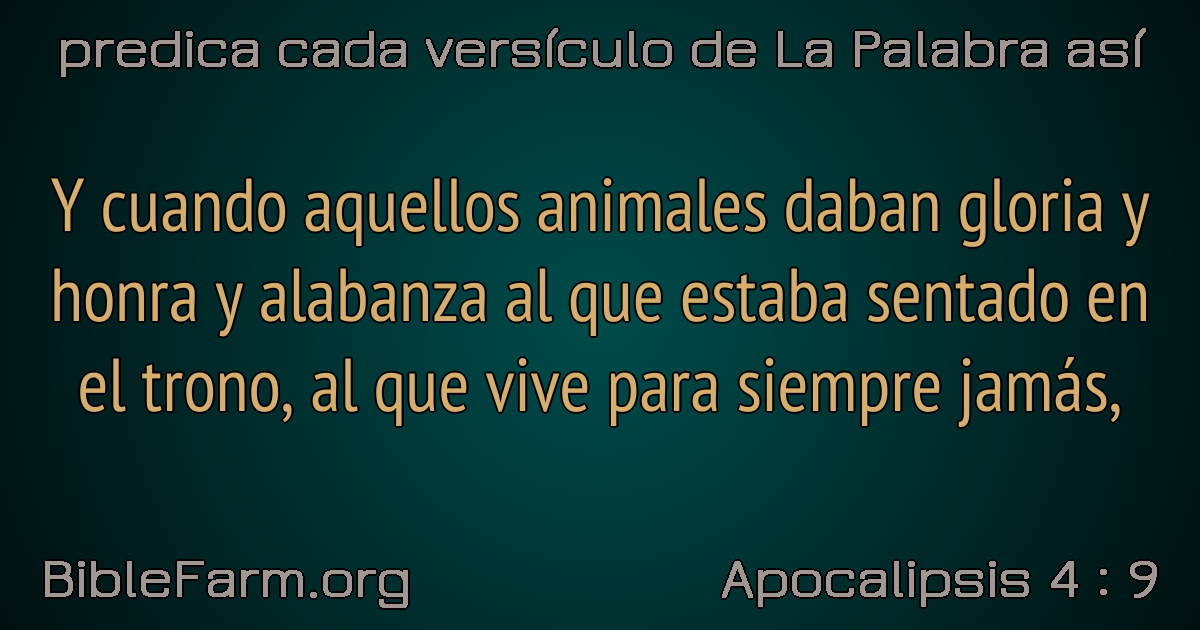 predica cada versículo de La Palabra así
Y cuando aquellos animales daban gloria y
honra y alabanza al que estaba sentado en
el trono, al que vive para siempre jamás,
BibleFarm.org
Apocalipsis 4 : 9